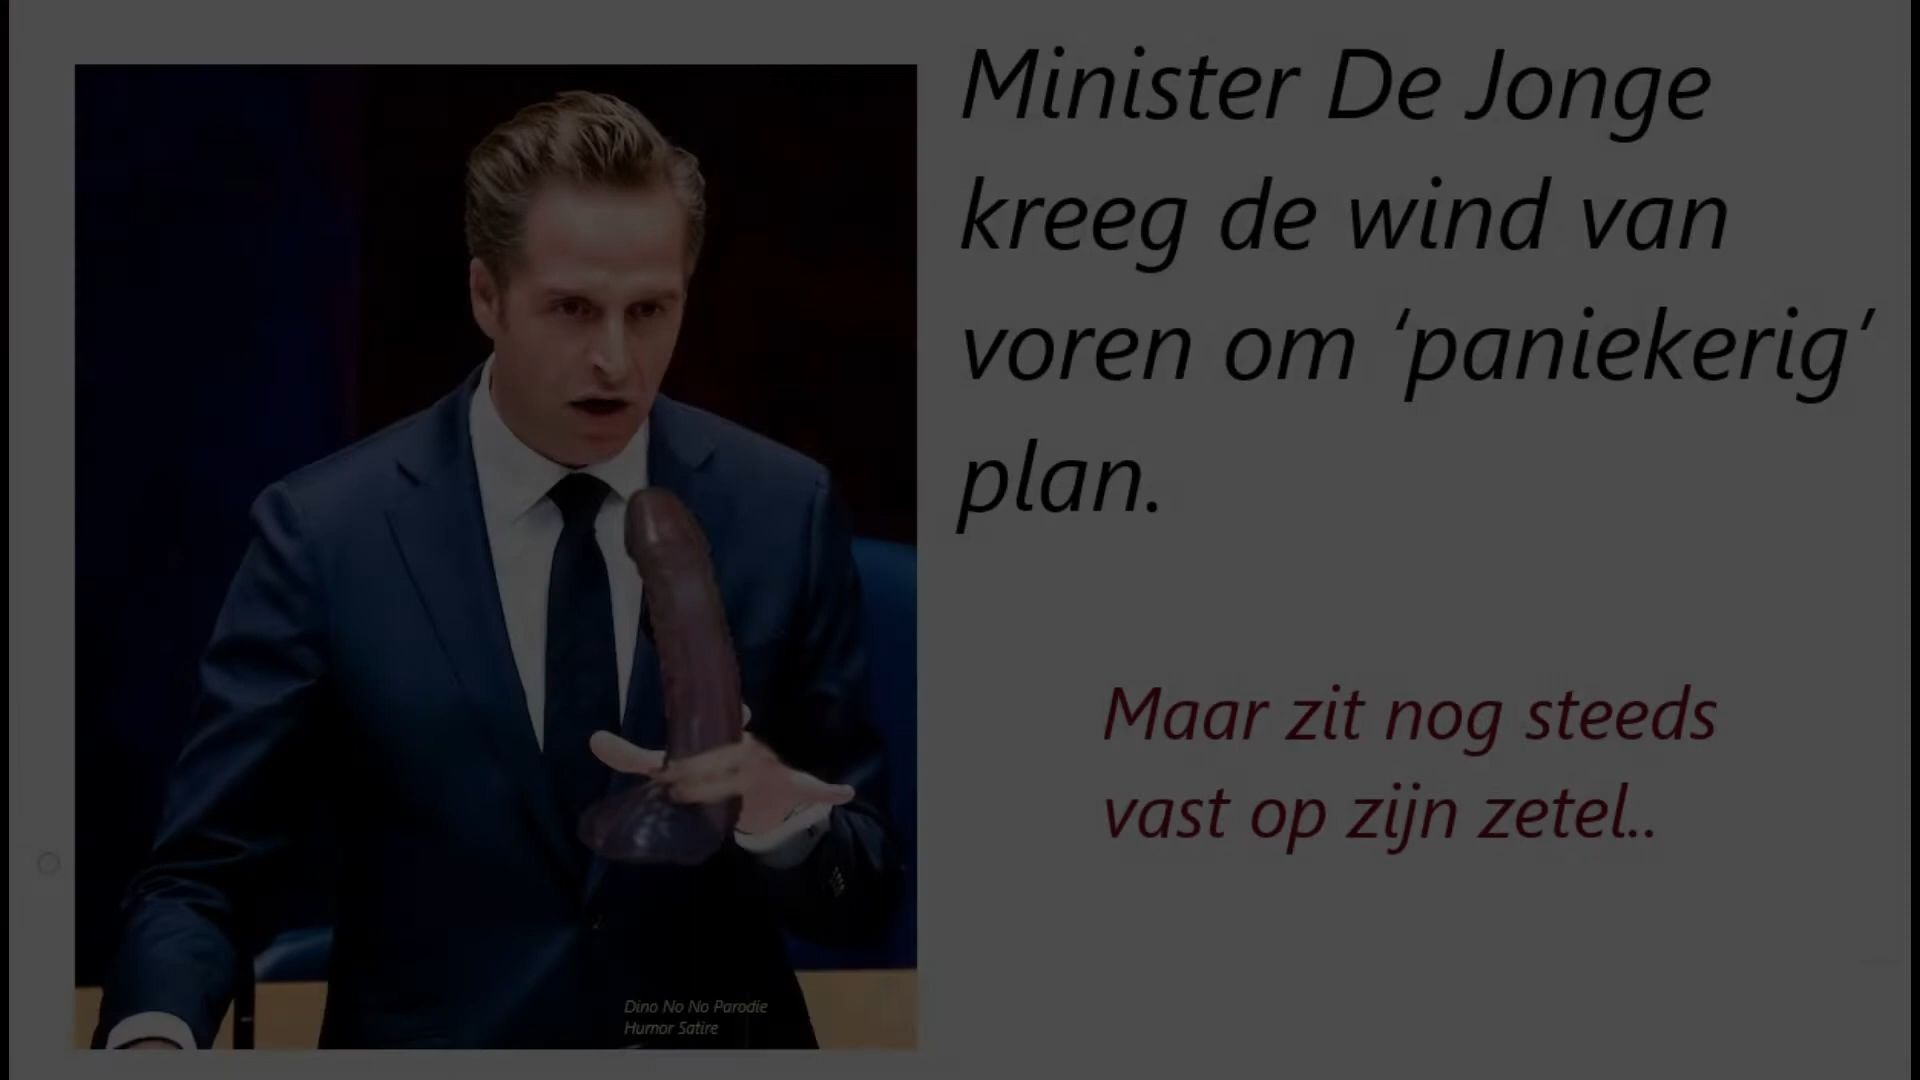 Minister De Jonge
kreeg de wind van
voren om ‘paniekerig’
plan.
Maar zit nog steeds
vast op zijn zetel..
Dino No No Parodie
Humor Satire